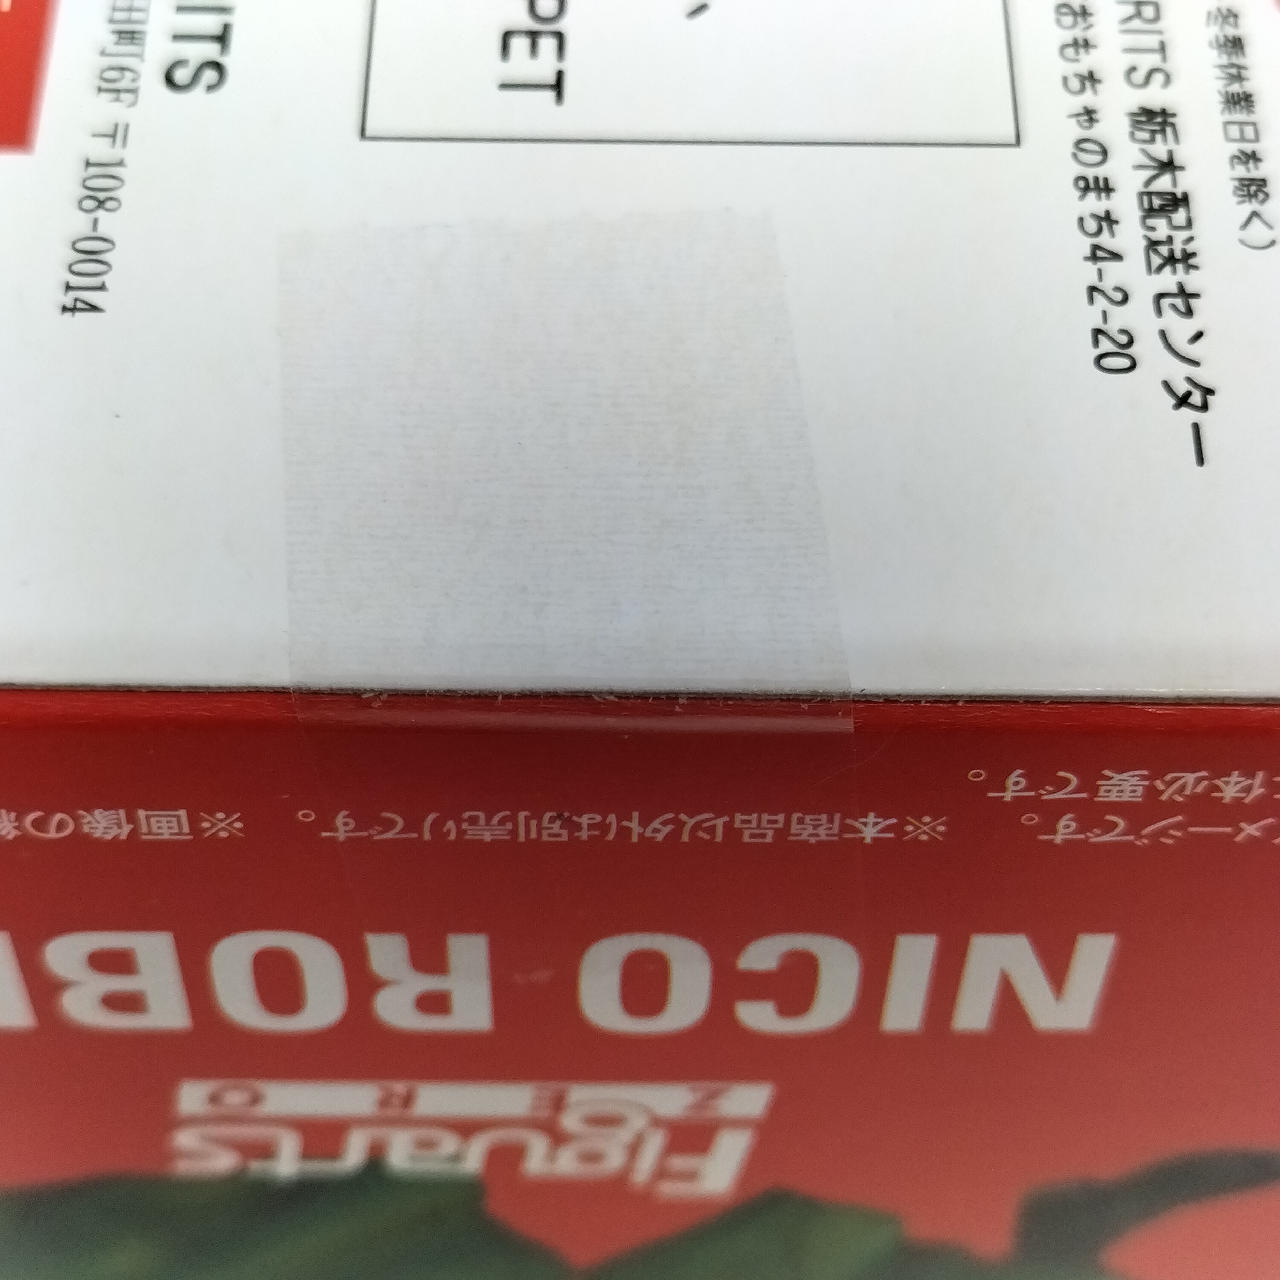 冬季休業日を除く）
RITS 栃木配送センター
おもちゃのまち4-2-20
、
PET
ITS
田町6F 〒108-0014
体必要です。
メージです。 ※本商品以外は別売りです。 ※画像の
NICO ROBI
Figuarts
ZERO